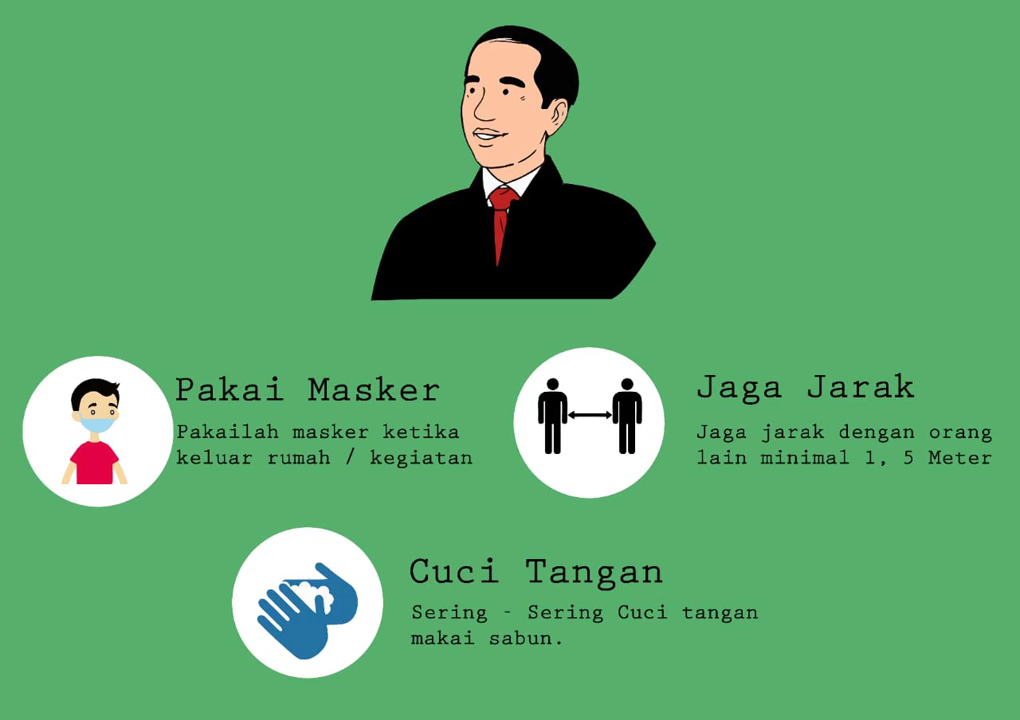 Pakai Masker
Pakailah masker ketika
keluar rumah / kegiatan
Jaga Jarak
Jaga jarak dengan orang
lain minimal 1, 5 Meter
Cuci Tangan
Sering - Sering Cuci tangan
makai sabun.